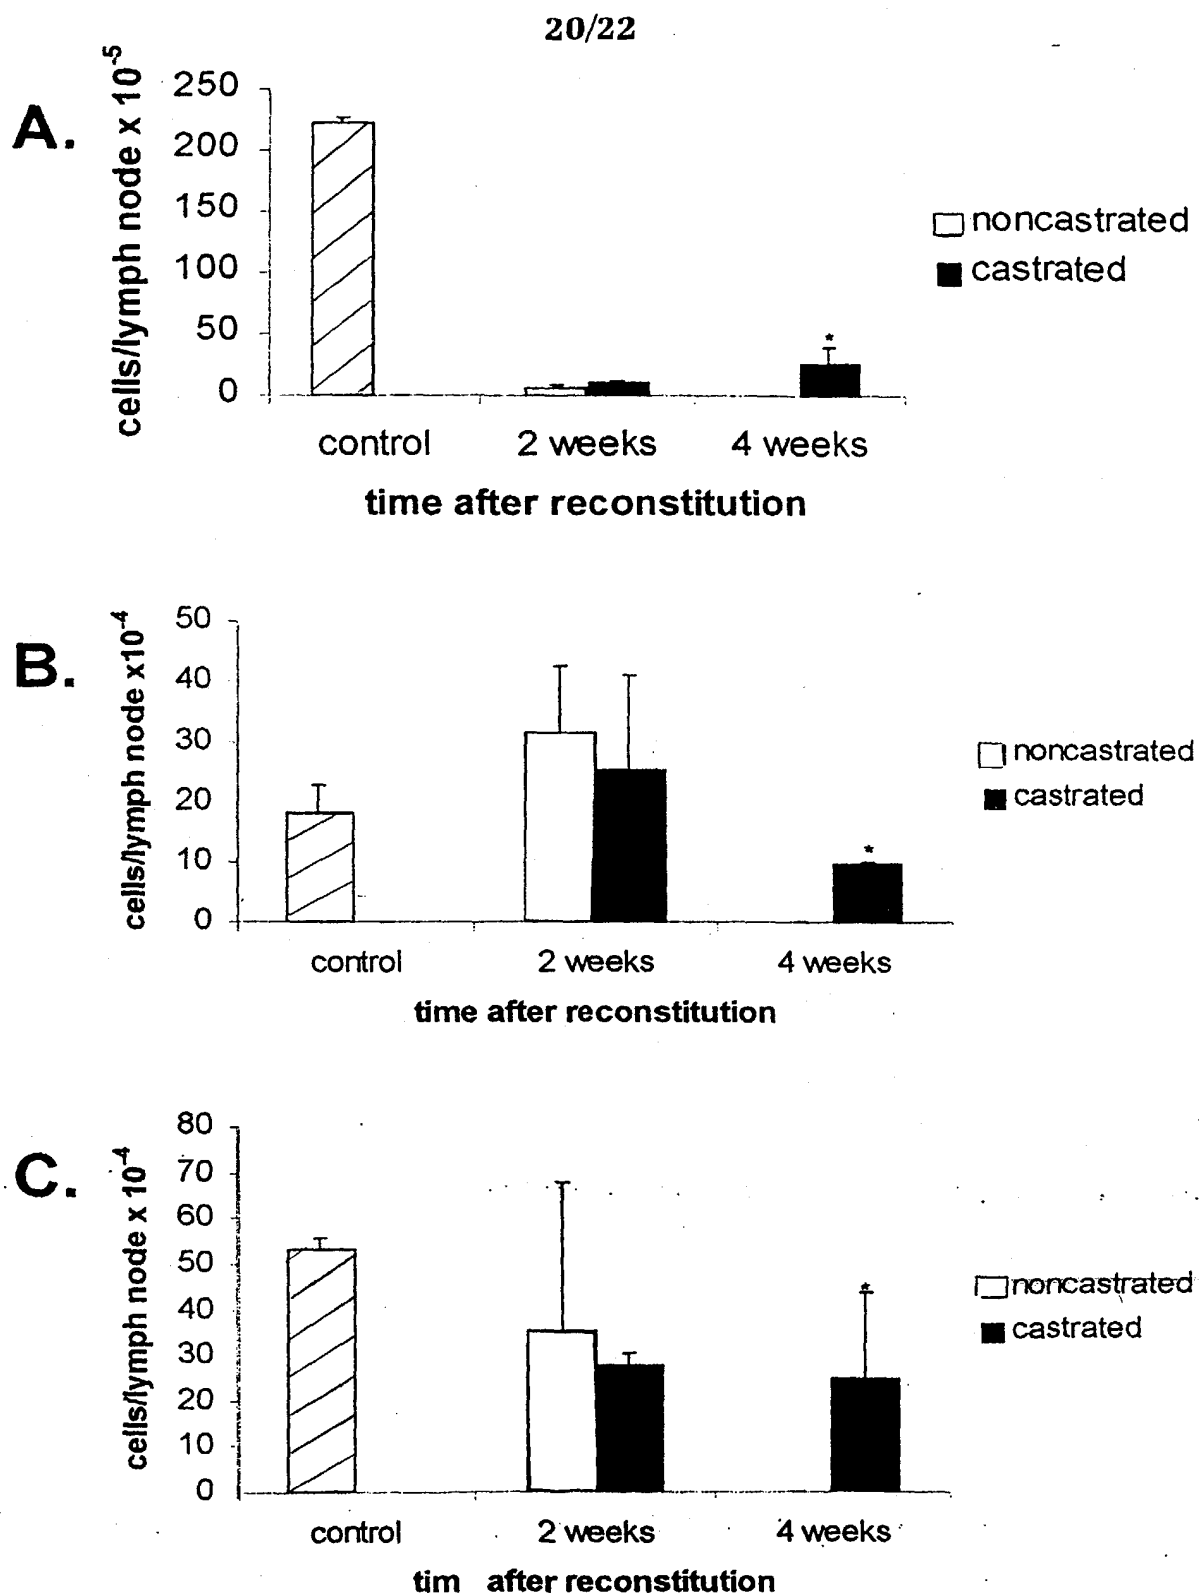 20/22
A.
cells/lymph node x 10⁻⁵
250
200
150
100
50
0
*
noncastrated
castrated
control 2 weeks 4 weeks
time after reconstitution
B.
cells/lymph node x10⁻⁴
50
40
30
20
10
0
*
noncastrated
castrated
control 2 weeks 4 weeks
time after reconstitution
C.
cells/lymph node x 10⁻⁴
80
70
60
50
40
30
20
10
0
*
noncastrated
castrated
control 2 weeks 4 weeks
tim after reconstitution